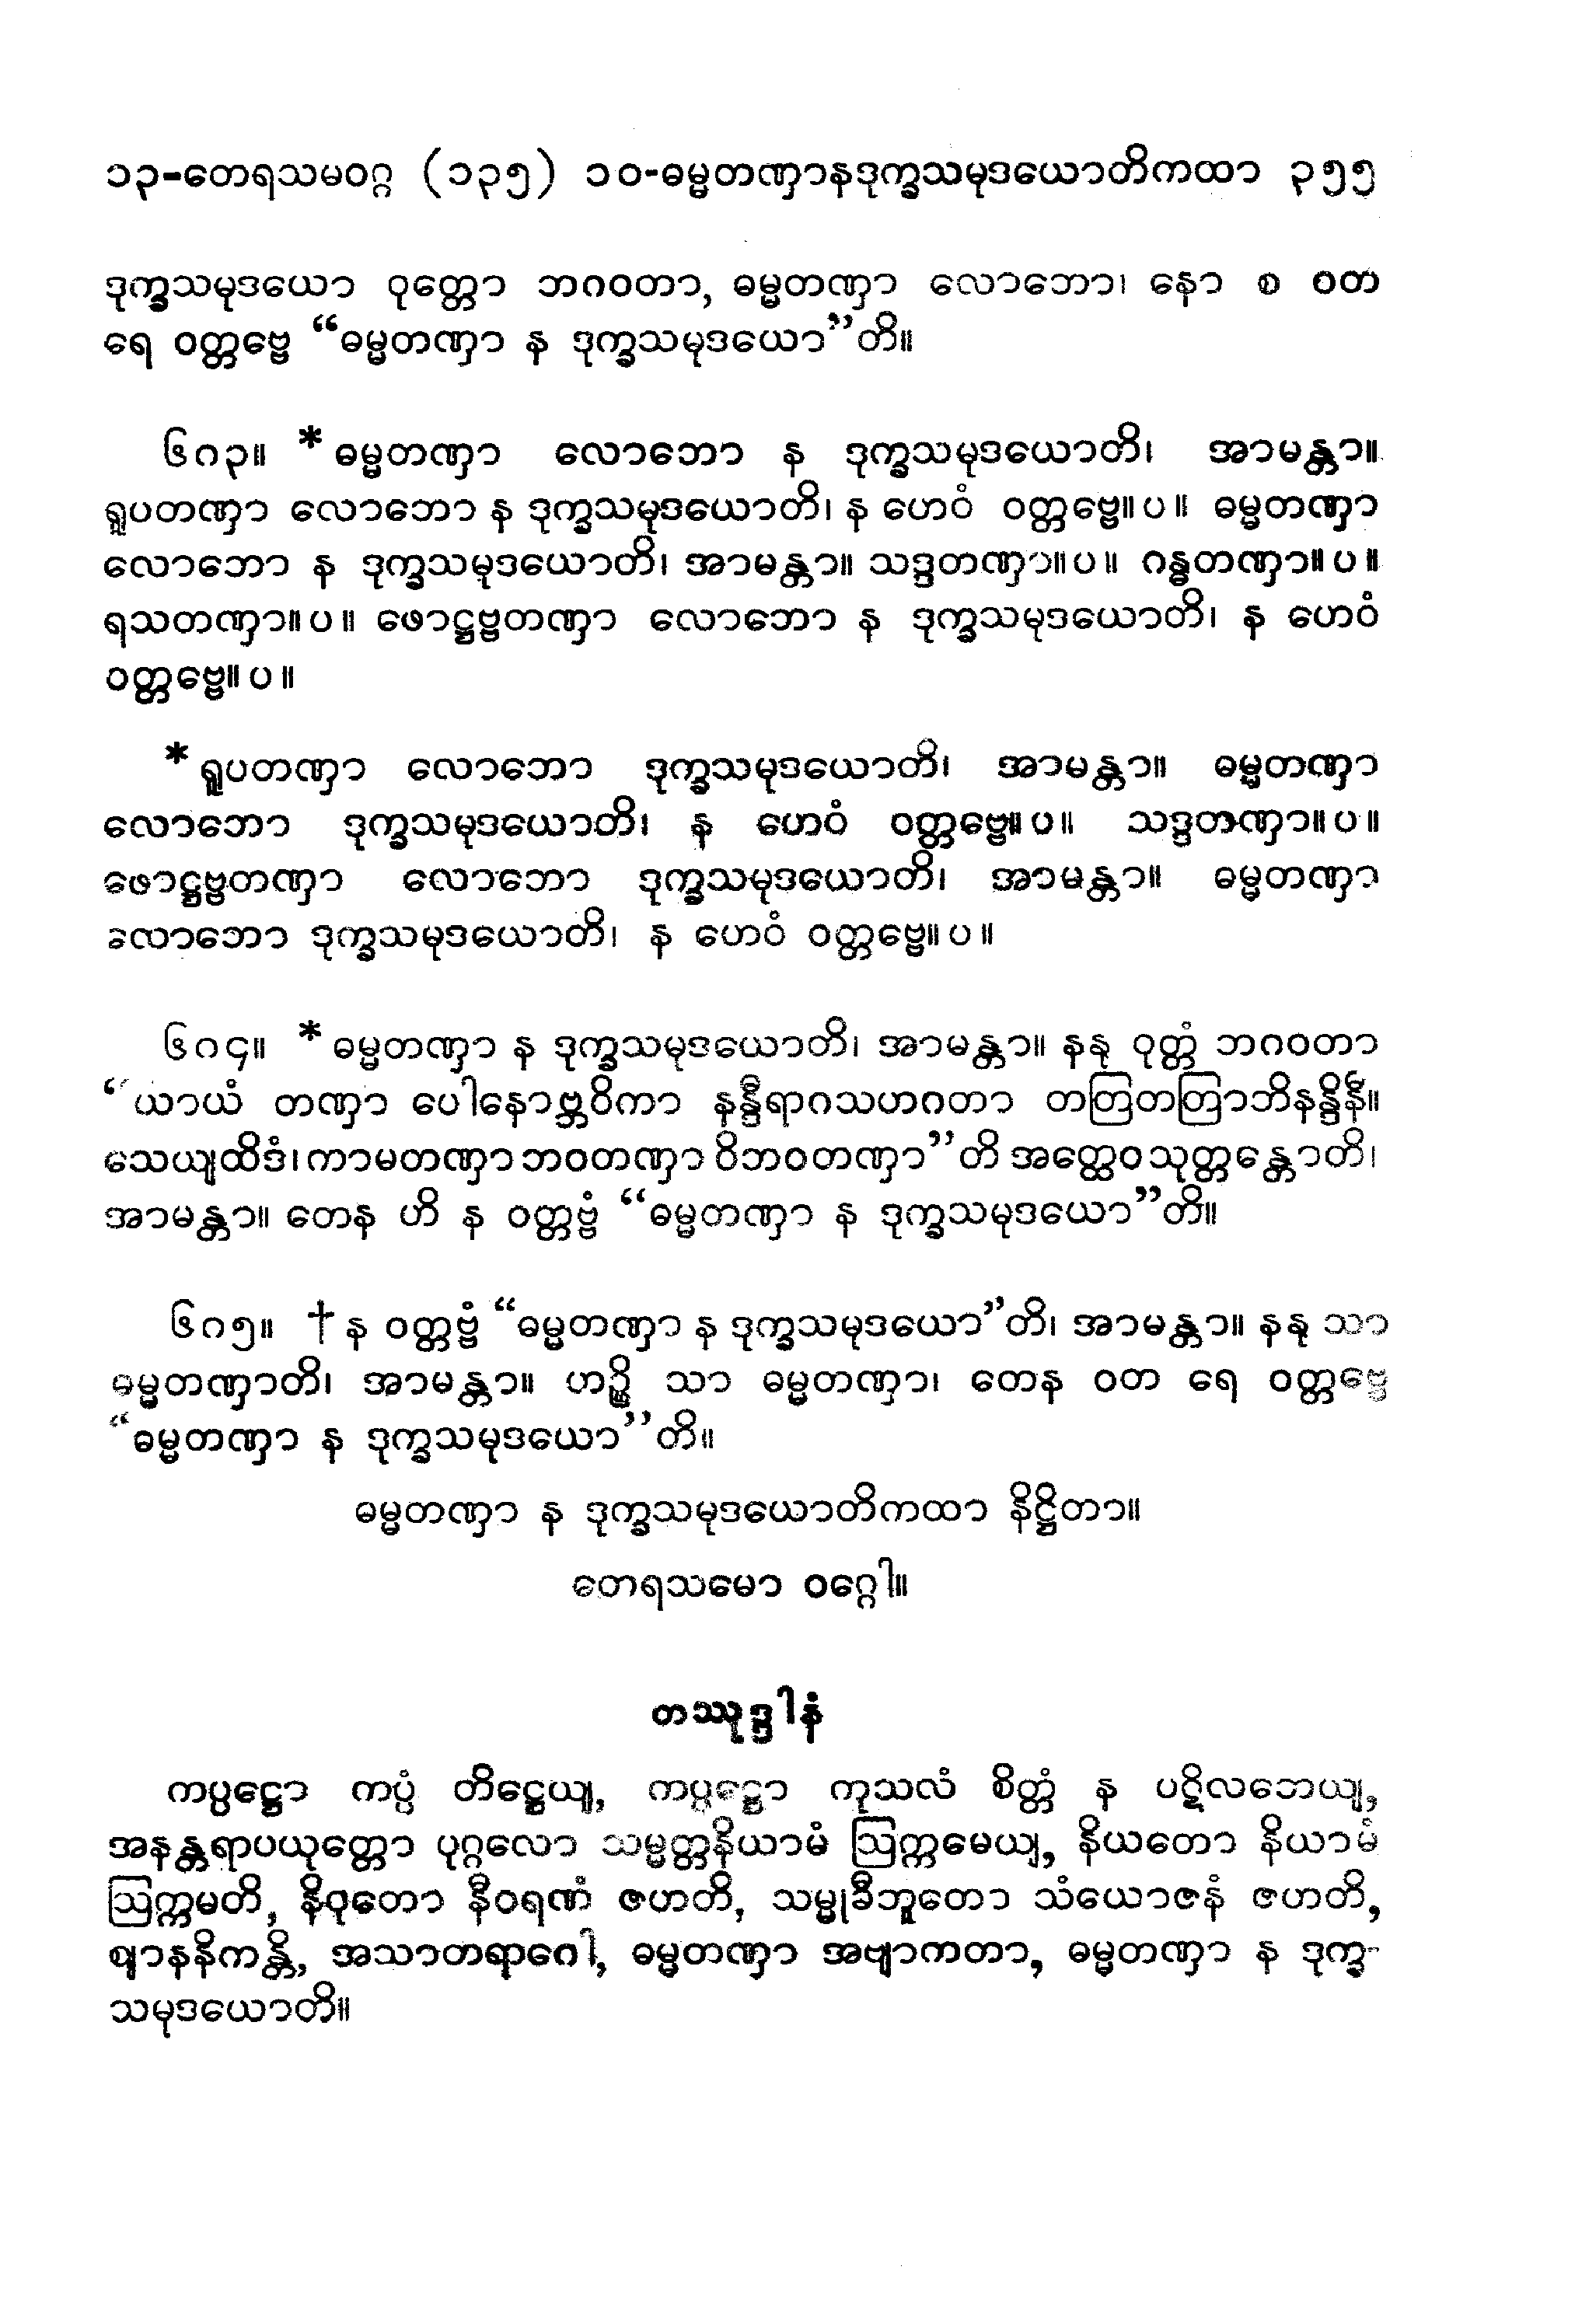 ၁၃-တေရသမဝဂ္ဂ (၁၃၅) ၁၀-ဓမ္မတဏှာနဒုက္ခသမုဒယောတိကထာ ၃၅၅
ဒုက္ခသမုဒယော ဝုတ္တော ဘဂဝတာ, ဓမ္မတဏှာ လောဘော၊ နော စ ဝတ
ရေ ဝတ္တဗ္ဗေ “ဓမ္မတဏှာ န ဒုက္ခသမုဒယော”တိ။
၆၈၃။ *ဓမ္မတဏှာ လောဘော န ဒုက္ခသမုဒယောတိ၊ အာမန္တာ။
ရူပတဏှာ လောဘော န ဒုက္ခသမုဒယောတိ၊ န ဟေဝံ ဝတ္တဗ္ဗေ။ပ။ ဓမ္မတဏှာ
လောဘော န ဒုက္ခသမုဒယောတိ၊ အာမန္တာ။ သဒ္ဒတဏှာ။ပ။ ဂန္ဓတဏှာ။ပ။
ရသတဏှာ။ပ။ ဖောဋ္ဌဗ္ဗတဏှာ လောဘော န ဒုက္ခသမုဒယောတိ၊ န ဟေဝံ
ဝတ္တဗ္ဗေ။ပ။
*ရူပတဏှာ လောဘော ဒုက္ခသမုဒယောတိ၊ အာမန္တာ။ ဓမ္မတဏှာ
လောဘော ဒုက္ခသမုဒယောတိ၊ န ဟေဝံ ဝတ္တဗ္ဗေ။ပ။ သဒ္ဒတဏှာ။ပ။
ဖောဋ္ဌဗ္ဗတဏှာ လောဘော ဒုက္ခသမုဒယောတိ၊ အာမန္တာ။ ဓမ္မတဏှာ
လောဘော ဒုက္ခသမုဒယောတိ၊ န ဟေဝံ ဝတ္တဗ္ဗေ။ပ။
၆၈၄။ *ဓမ္မတဏှာ န ဒုက္ခသမုဒယောတိ၊ အာမန္တာ။ နနု ဝုတ္တံ ဘဂဝတာ
“ယာယံ တဏှာ ပေါနောဗ္ဘဝိကာ နန္ဒီရာဂသဟဂတာ တတြတတြာဘိနန္ဒိနီ။
သေယျထိဒံ၊ ကာမတဏှာ ဘဝတဏှာ ဝိဘဝတဏှာ”တိ အတ္ထေဝ သုတ္တန္တောတိ၊
အာမန္တာ။ တေန ဟိ န ဝတ္တဗ္ဗံ “ဓမ္မတဏှာ န ဒုက္ခသမုဒယော”တိ။
၆၈၅။ †န ဝတ္တဗ္ဗံ “ဓမ္မတဏှာ န ဒုက္ခသမုဒယော”တိ၊ အာမန္တာ။ နနု သာ
ဓမ္မတဏှာတိ၊ အာမန္တာ။ ဟဉ္စိ သာ ဓမ္မတဏှာ၊ တေန ဝတ ရေ ဝတ္တဗ္ဗေ
“ဓမ္မတဏှာ န ဒုက္ခသမုဒယော”တိ။
ဓမ္မတဏှာ န ဒုက္ခသမုဒယောတိကထာ နိဋ္ဌိတာ။
တေရသမော ဝဂ္ဂေါ။
တဿုဒ္ဒါနံ
ကပ္ပဋ္ဌော ကပ္ပံ တိဋ္ဌေယျ, ကပ္ပဋ္ဌော ကုသလံ စိတ္တံ န ပဋိလဘေယျ,
အနန္တရာပယုတ္တော ပုဂ္ဂလော သမ္မတ္တနိယာမံ ဩက္ကမေယျ, နိယတော နိယာမံ
ဩက္ကမတိ, နိဝုတော နီဝရဏံ ဇဟတိ, သမ္မုခီဘူတော သံယောဇနံ ဇဟတိ,
ဈာနနိကန္တိ, အသာတရာဂေါ, ဓမ္မတဏှာ အဗျာကတာ, ဓမ္မတဏှာ န ဒုက္ခ-
သမုဒယောတိ။